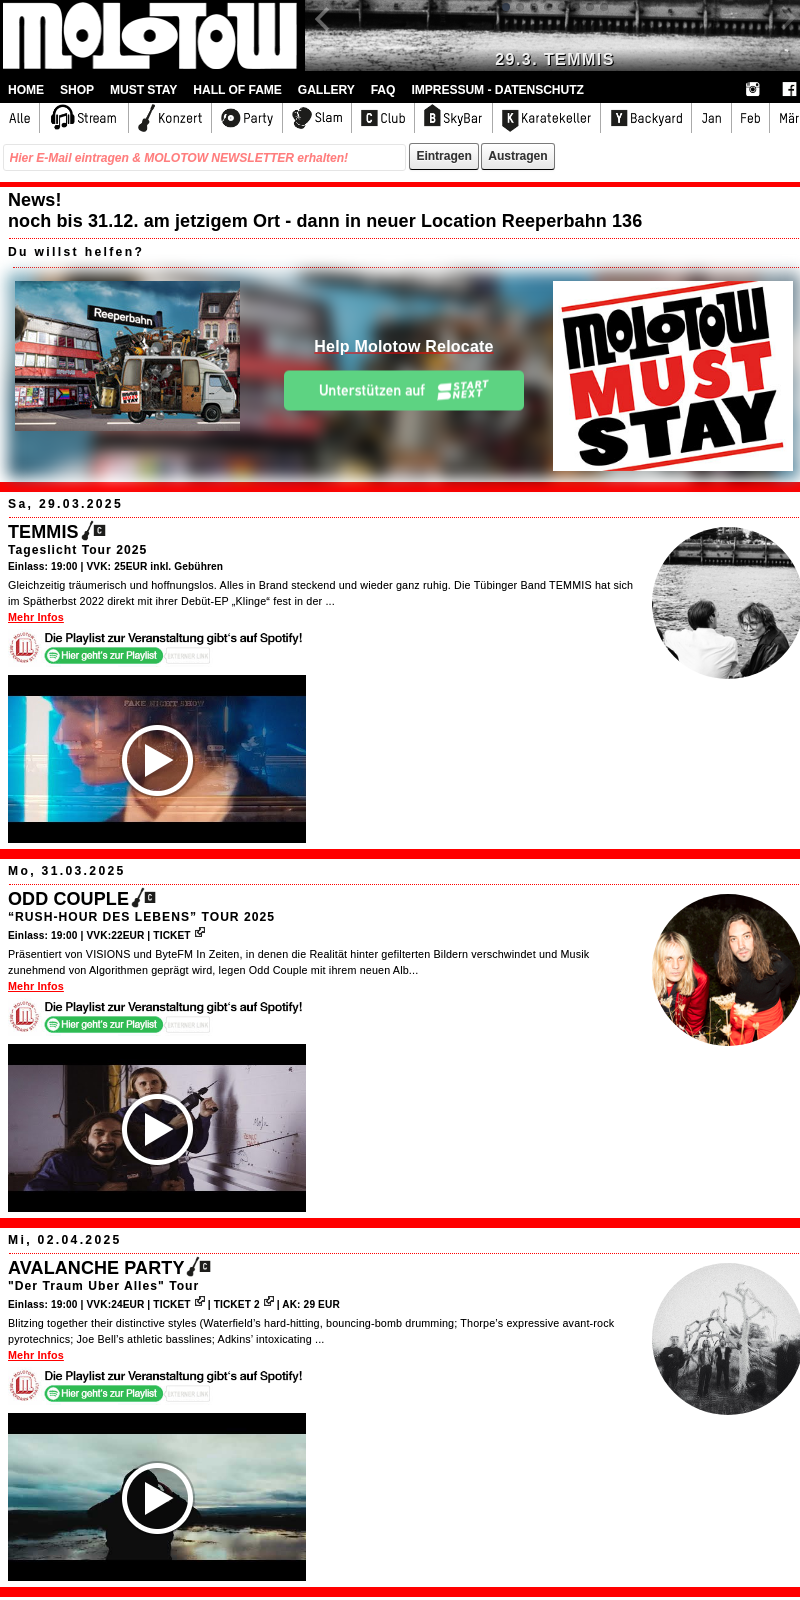 MOLOTOW
29.3. TEMMIS
HOME SHOP MUST STAY HALL OF FAME GALLERY FAQ IMPRESSUM - DATENSCHUTZ
Alle Stream Konzert Party Slam C Club B SkyBar K Karatekeller Y Backyard Jan Feb Mär
Hier E-Mail eintragen & MOLOTOW NEWSLETTER erhalten! Eintragen Austragen
News!
noch bis 31.12. am jetzigem Ort - dann in neuer Location Reeperbahn 136
Du willst helfen?
Reeperbahn
Help Molotow Relocate
Unterstützen auf START NEXT
MOLOTOW
MUST
STAY
Sa, 29.03.2025
TEMMIS C
Tageslicht Tour 2025
Einlass: 19:00 | VVK: 25EUR inkl. Gebühren
Gleichzeitig träumerisch und hoffnungslos. Alles in Brand steckend und wieder ganz ruhig. Die Tübinger Band TEMMIS hat sich
im Spätherbst 2022 direkt mit ihrer Debüt-EP „Klinge“ fest in der ...
Mehr Infos
Die Playlist zur Veranstaltung gibt's auf Spotify!
Hier geht's zur Playlist EXTERNER LINK
FAKE NIGHT SHOW
Mo, 31.03.2025
ODD COUPLE C
“RUSH-HOUR DES LEBENS” TOUR 2025
Einlass: 19:00 | VVK:22EUR | TICKET
Präsentiert von VISIONS und ByteFM In Zeiten, in denen die Realität hinter gefilterten Bildern verschwindet und Musik
zunehmend von Algorithmen geprägt wird, legen Odd Couple mit ihrem neuen Alb...
Mehr Infos
Die Playlist zur Veranstaltung gibt's auf Spotify!
Hier geht's zur Playlist EXTERNER LINK
Mi, 02.04.2025
AVALANCHE PARTY C
"Der Traum Uber Alles" Tour
Einlass: 19:00 | VVK:24EUR | TICKET | TICKET 2 | AK: 29 EUR
Blitzing together their distinctive styles (Waterfield’s hard-hitting, bouncing-bomb drumming; Thorpe’s expressive avant-rock
pyrotechnics; Joe Bell’s athletic basslines; Adkins’ intoxicating ...
Mehr Infos
Die Playlist zur Veranstaltung gibt's auf Spotify!
Hier geht's zur Playlist EXTERNER LINK